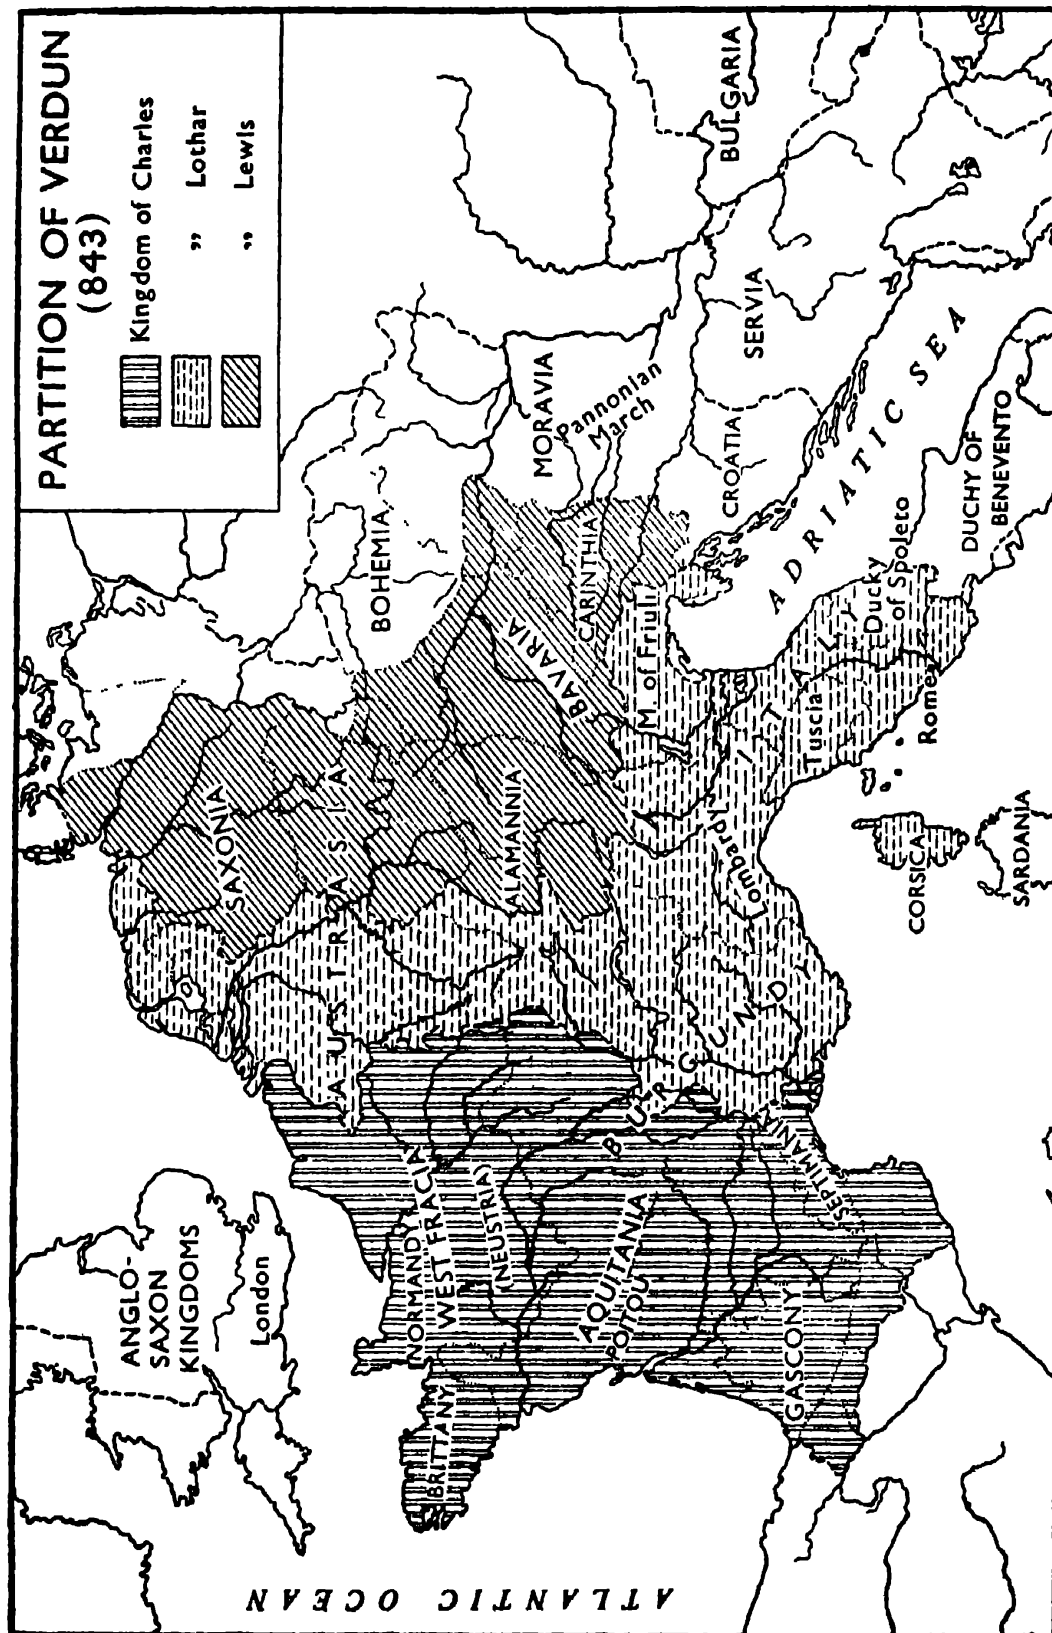 PARTITION OF VERDUN
(843)
Kingdom of Charles
” Lothar
” Lewis
ANGLO-
SAXON
KINGDOMS
London
ATLANTIC OCEAN
BRITTANY
(NORMANDY
WEST FRACIA
(NEUSTRIA)
AQUITANIA
POITOU
GASCONY
SEPTIMANIA
BURGUNDY
AUSTRASIA
SAXONIA
ALAMANNIA
BAVARIA
CARINTHIA
BOHEMIA
MORAVIA
Pannonian
March
CROATIA
SERVIA
BULGARIA
M of Friuli
Lombardy
ITALY
Tuscia
Ducky
of Spoleto
Rome
DUCHY OF
BENEVENTO
ADRIATIC SEA
CORSICA
SARDANIA